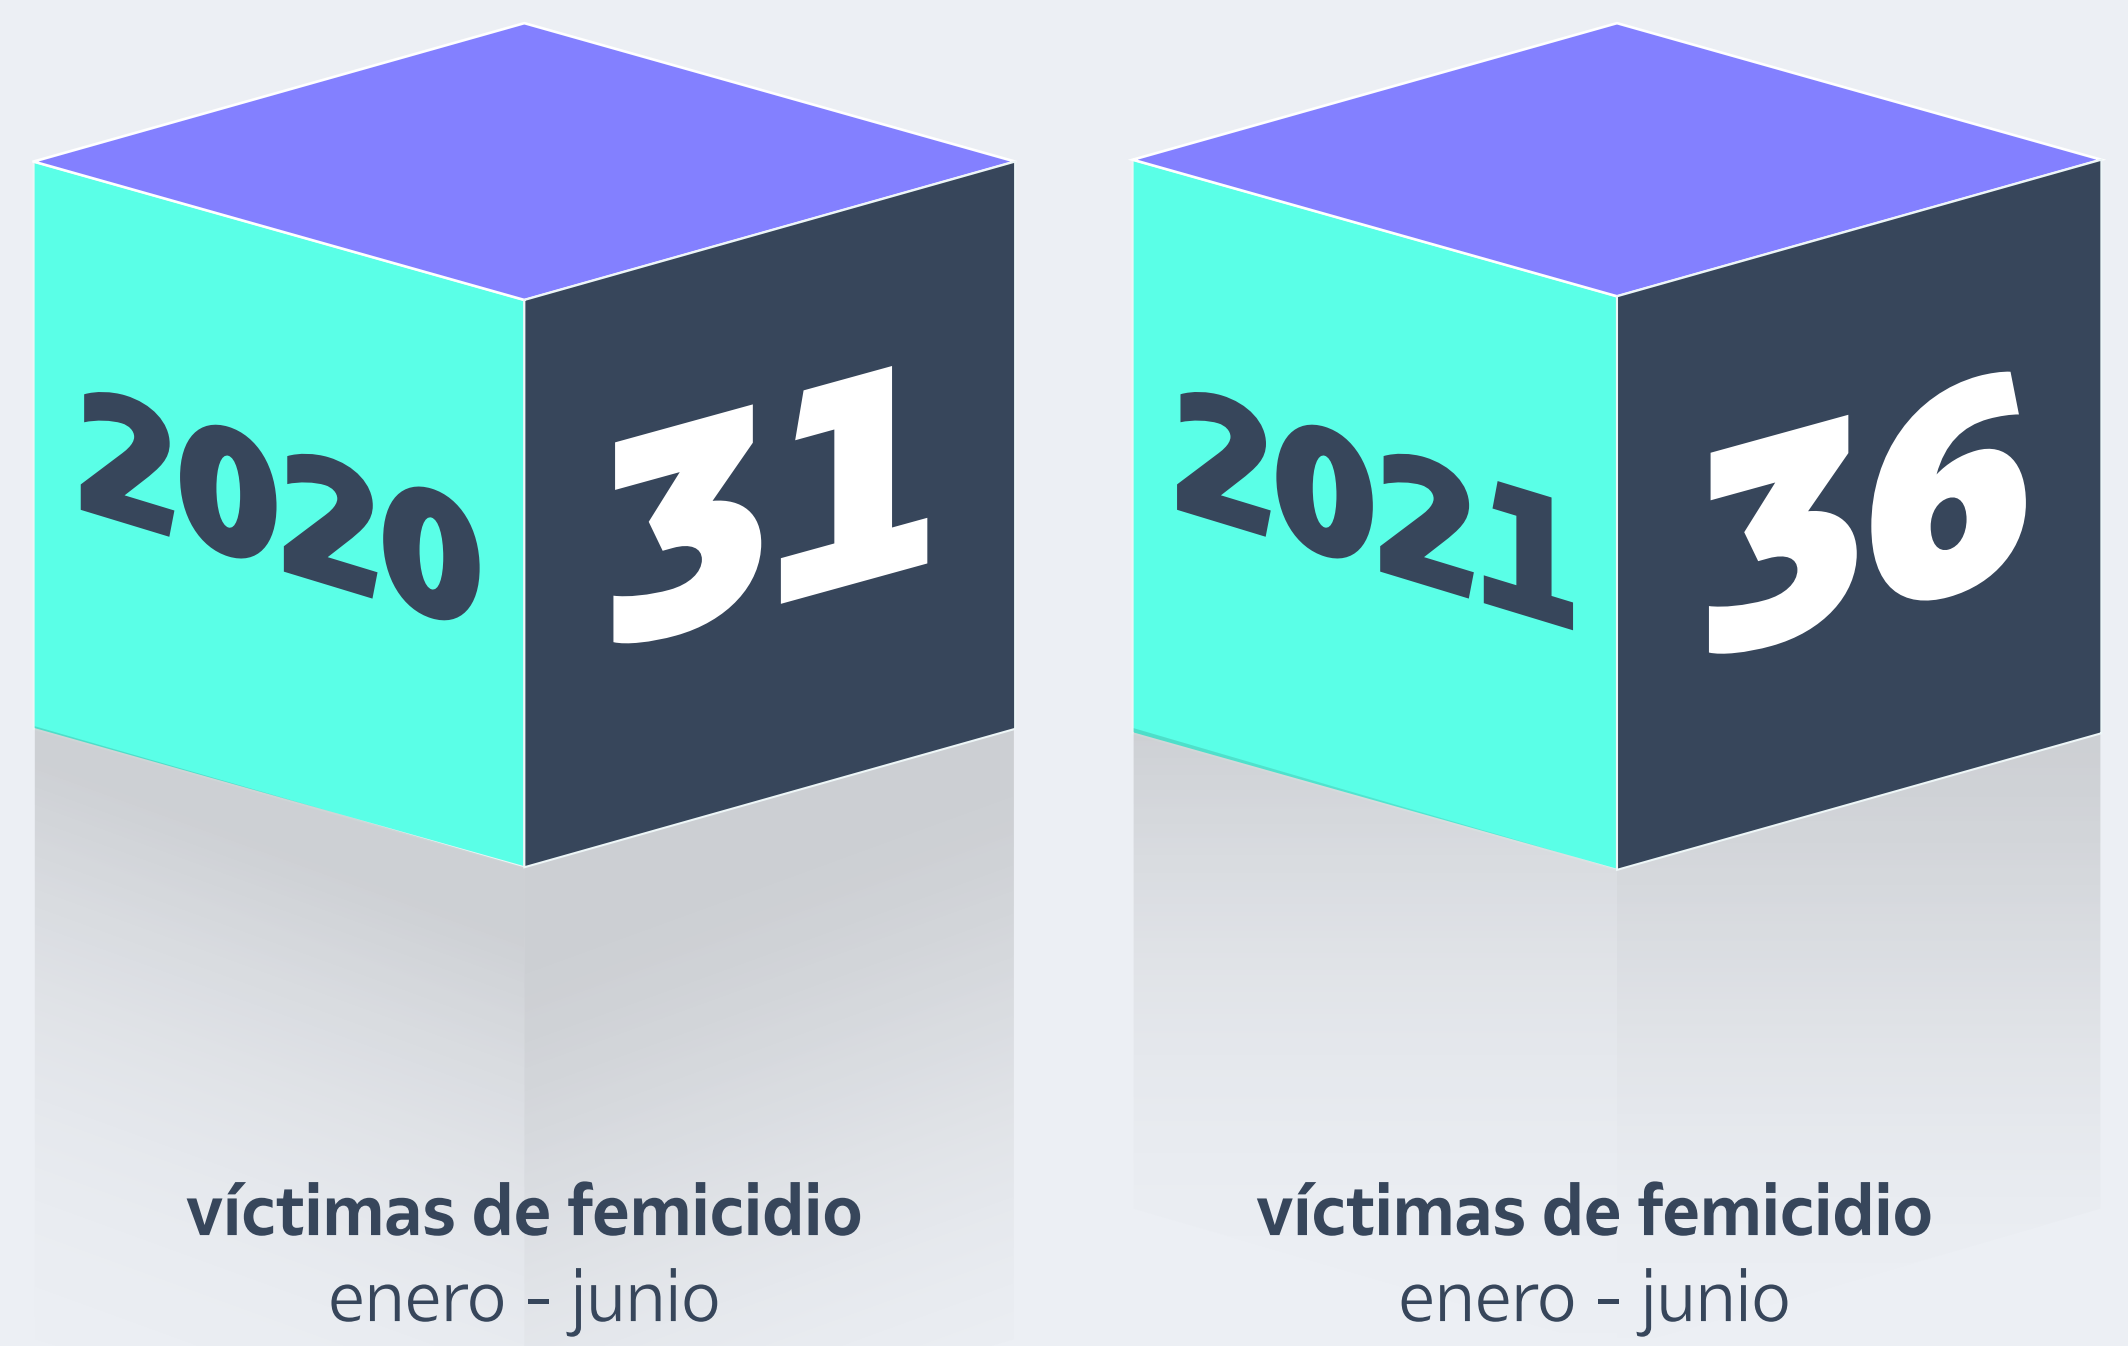 2020
31
víctimas de femicidio
enero - junio
2021
36
víctimas de femicidio
enero - junio